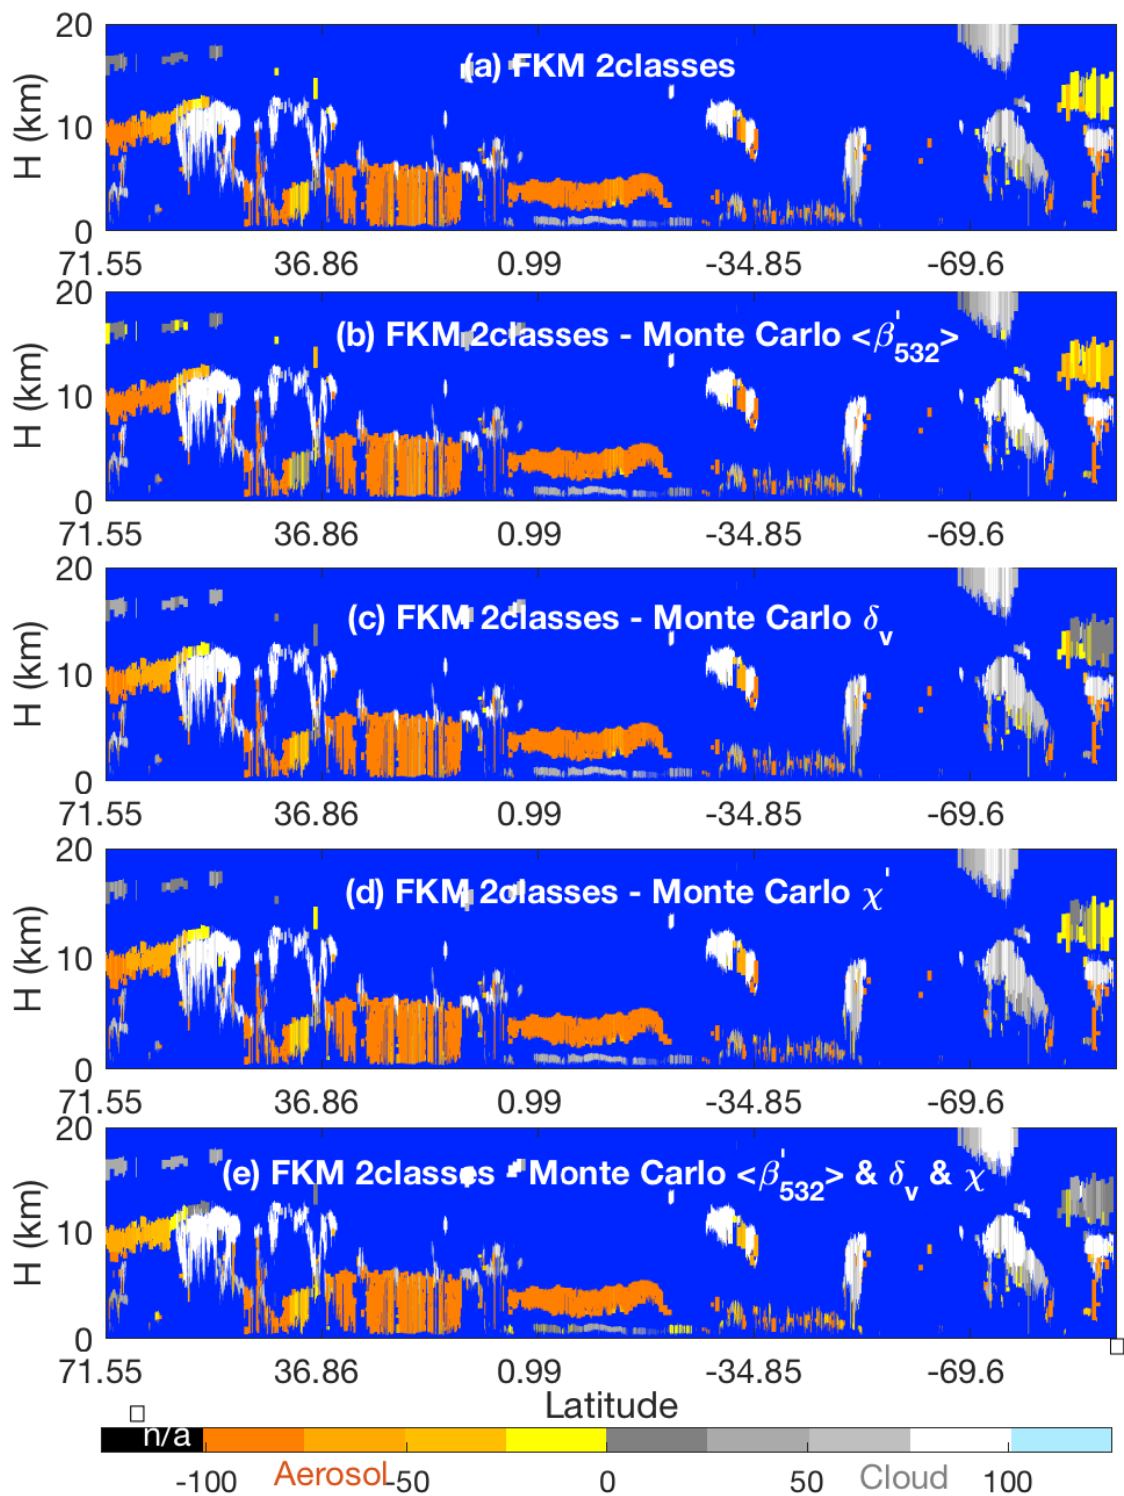 20
(a) FKM 2classes
H (km)
10
0
71.55 36.86 0.99 -34.85 -69.6
20
(b) FKM 2classes - Monte Carlo <β'532>
H (km)
10
0
71.55 36.86 0.99 -34.85 -69.6
20
(c) FKM 2classes - Monte Carlo δv
H (km)
10
0
71.55 36.86 0.99 -34.85 -69.6
20
(d) FKM 2classes - Monte Carlo χ'
H (km)
10
0
71.55 36.86 0.99 -34.85 -69.6
20
(e) FKM 2classes - Monte Carlo <β'532> & δv & χ
H (km)
10
0
71.55 36.86 0.99 -34.85 -69.6
Latitude
n/a
-100 Aerosol -50 0 50 Cloud 100